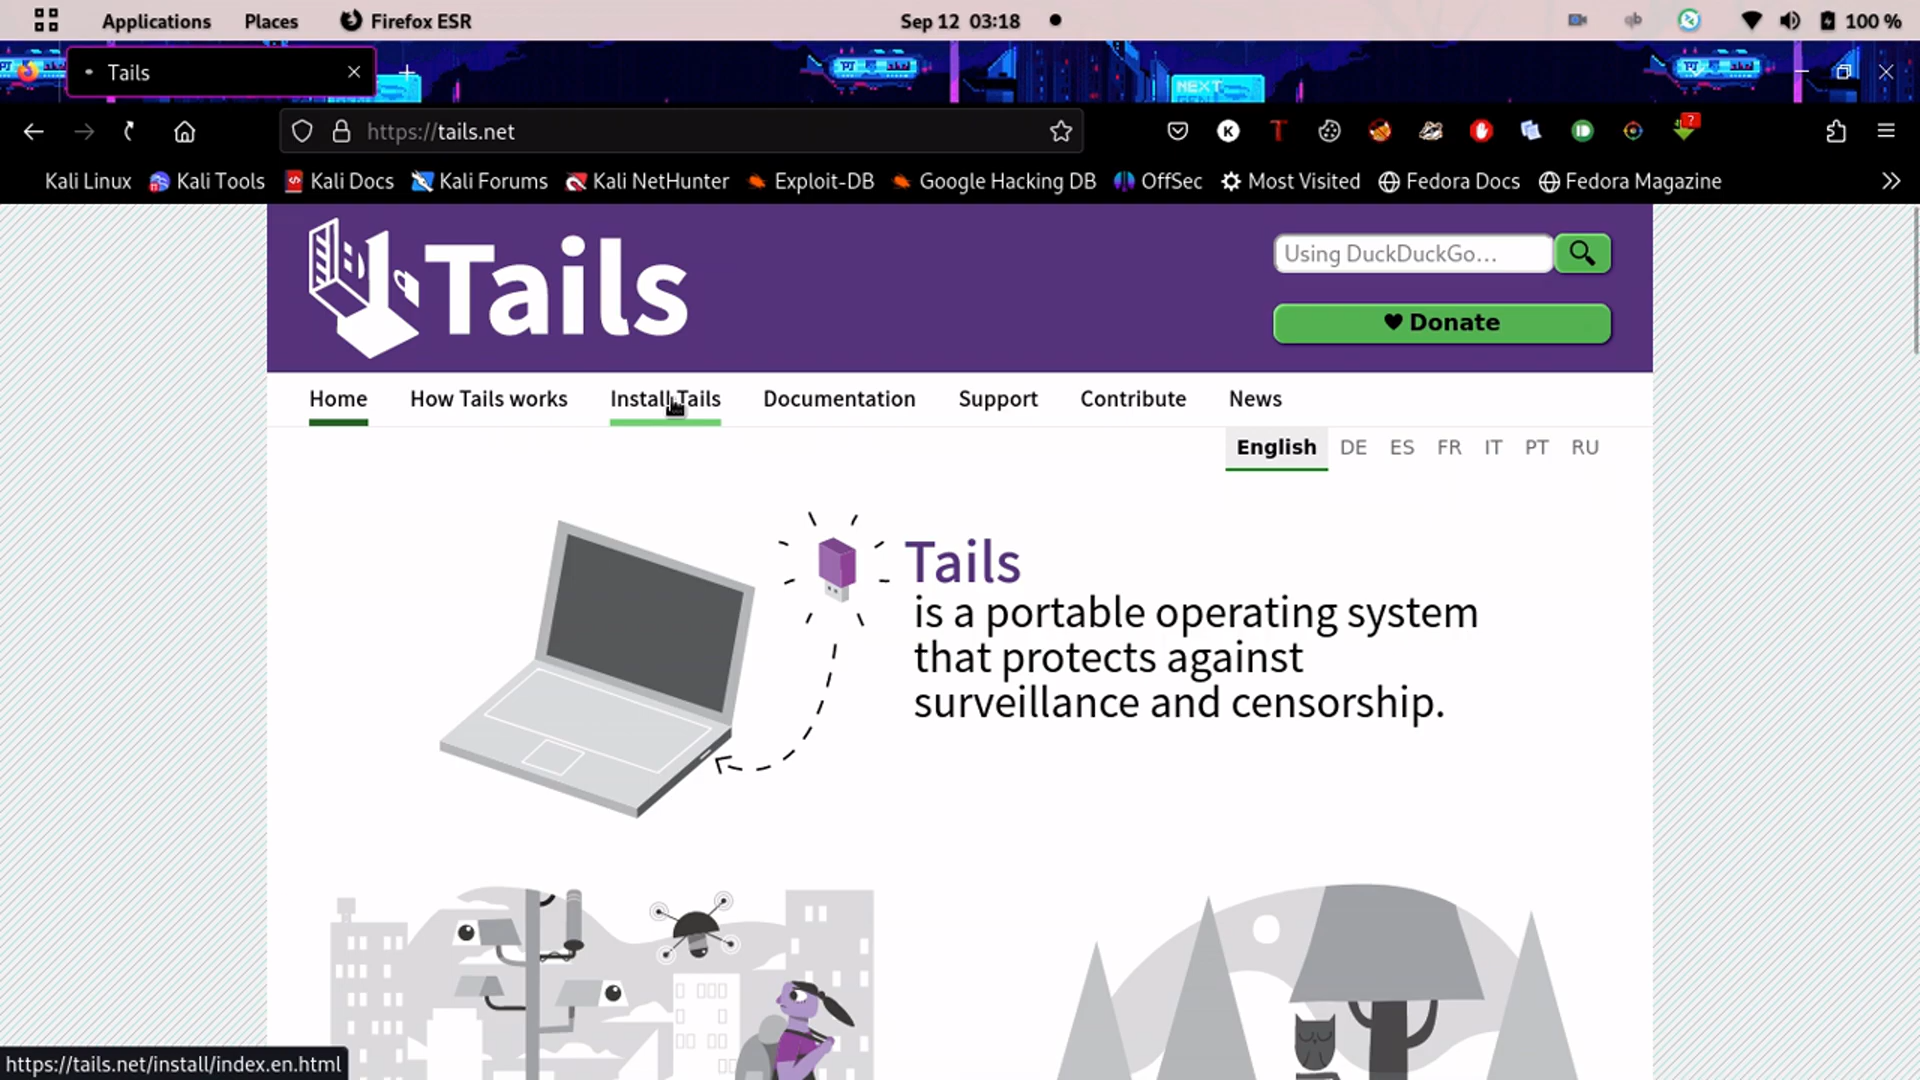 Applications Places Firefox ESR Sep 12 03:18 100 %
Tails
NEXT
https://tails.net
Kali Linux Kali Tools Kali Docs Kali Forums Kali NetHunter Exploit-DB Google Hacking DB OffSec Most Visited Fedora Docs Fedora Magazine
Tails
Using DuckDuckGo...
Donate
Home How Tails works Install Tails Documentation Support Contribute News
English DE ES FR IT PT RU
Tails
is a portable operating system
that protects against
surveillance and censorship.
https://tails.net/install/index.en.html